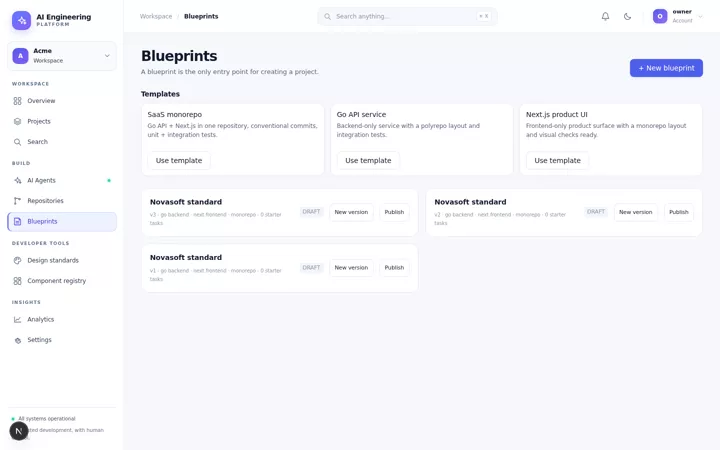 AI Engineering
PLATFORM
Workspace | Blueprints
Search anything...
⌘ K
O
owner
Account
A
Acme
Workspace
WORKSPACE
Overview
Projects
Search
BUILD
AI Agents
Repositories
Blueprints
DEVELOPER TOOLS
Design standards
Component registry
INSIGHTS
Analytics
Settings
All systems operational
N
ted development, with human
Blueprints
A blueprint is the only entry point for creating a project.
+ New blueprint
Templates
SaaS monorepo
Go API + Next.js in one repository, conventional commits,
unit + integration tests.
Use template
Go API service
Backend-only service with a polyrepo layout and
integration tests.
Use template
Next.js product UI
Frontend-only product surface with a monorepo layout
and visual checks ready.
Use template
Novasoft standard
v3 · go backend · next frontend · monorepo · 0 starter
tasks
DRAFT
New version
Publish
Novasoft standard
v2 · go backend · next frontend · monorepo · 0 starter
tasks
DRAFT
New version
Publish
Novasoft standard
v1 · go backend · next frontend · monorepo · 0 starter
tasks
DRAFT
New version
Publish